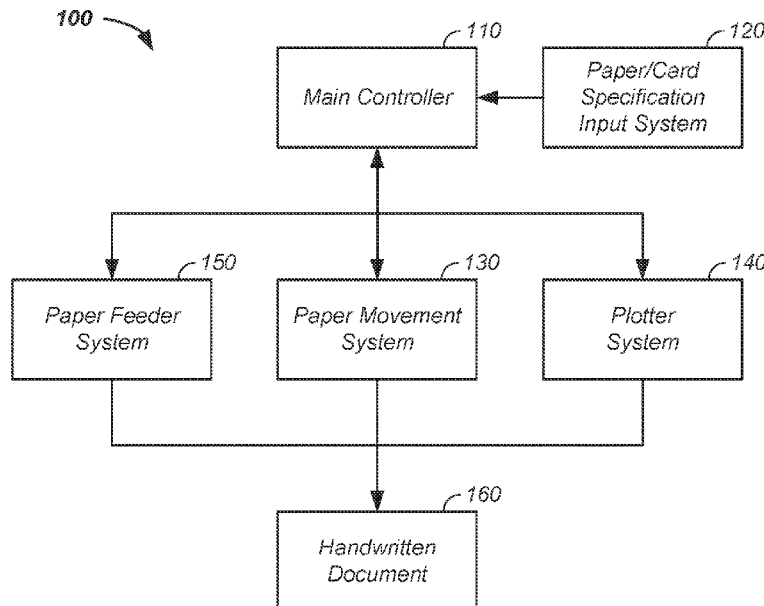 100
110
Main Controller
120
Paper/Card
Specification
Input System
150
Paper Feeder
System
130
Paper Movement
System
140
Plotter
System
160
Handwritten
Document